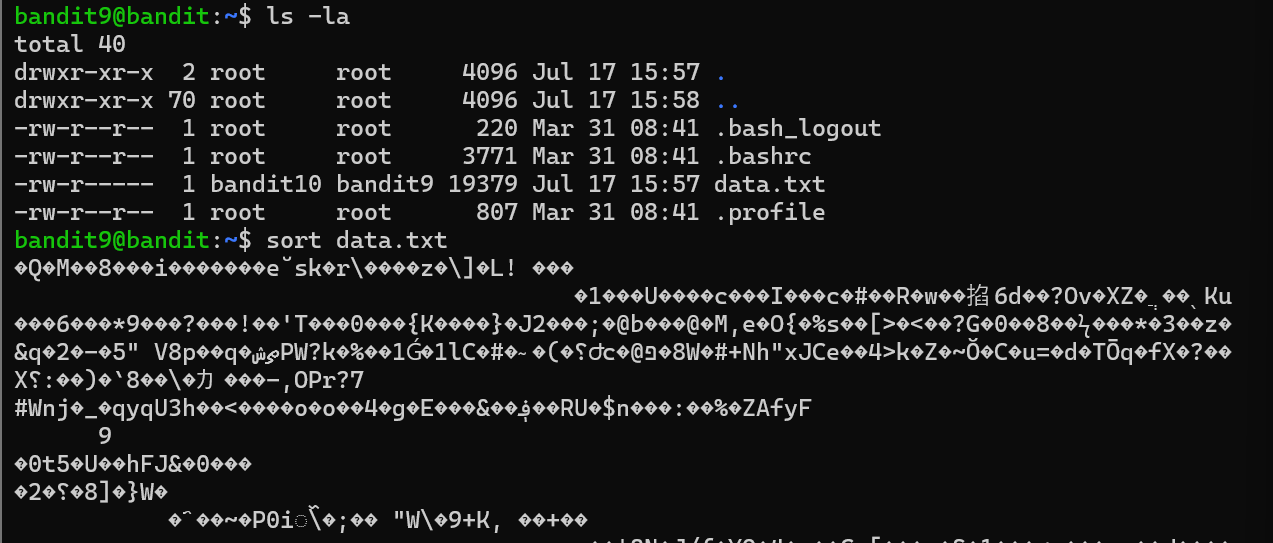 bandit9@bandit:~$ ls -la
total 40
drwxr-xr-x  2 root     root      4096 Jul 17 15:57 .
drwxr-xr-x 70 root     root      4096 Jul 17 15:58 ..
-rw-r--r--  1 root     root       220 Mar 31 08:41 .bash_logout
-rw-r--r--  1 root     root      3771 Mar 31 08:41 .bashrc
-rw-r-----  1 bandit10 bandit9 19379 Jul 17 15:57 data.txt
-rw-r--r--  1 root     root       807 Mar 31 08:41 .profile
bandit9@bandit:~$ sort data.txt
�Q�M��8���i�������e˘sk�r\����z�\]�L! ���
�1���U����c���I���c�#��R�w��掐6d��?Ov�XZ� �� Ku
���6���*9���?���!��'T���0���{K����}�J2���;�@b���@�M,e�O{�%s��[>�<��?G�0��8�� ���*�3��z�
&q�2�-�5" V8p��q� PW?k�%��1Ǵ�1lC�#�~ �(�؟ c�@פ�8W�#+Nh"xJCe��4>k�Z�~Ŏ�C�u=�d�TŌq�fX�?��
X؟:��)�‛8��\�力 ���-,OPr?7
#Wnj�_�qyqU3h��<����o�o��4�g�E���&�� ��RU�$n���:��%�ZAfyF
9
�0t5�U��hFJ&�0���
�2�؟�8]�}W�
� ��~�P0i \�;�� "W\�9+K, ��+��